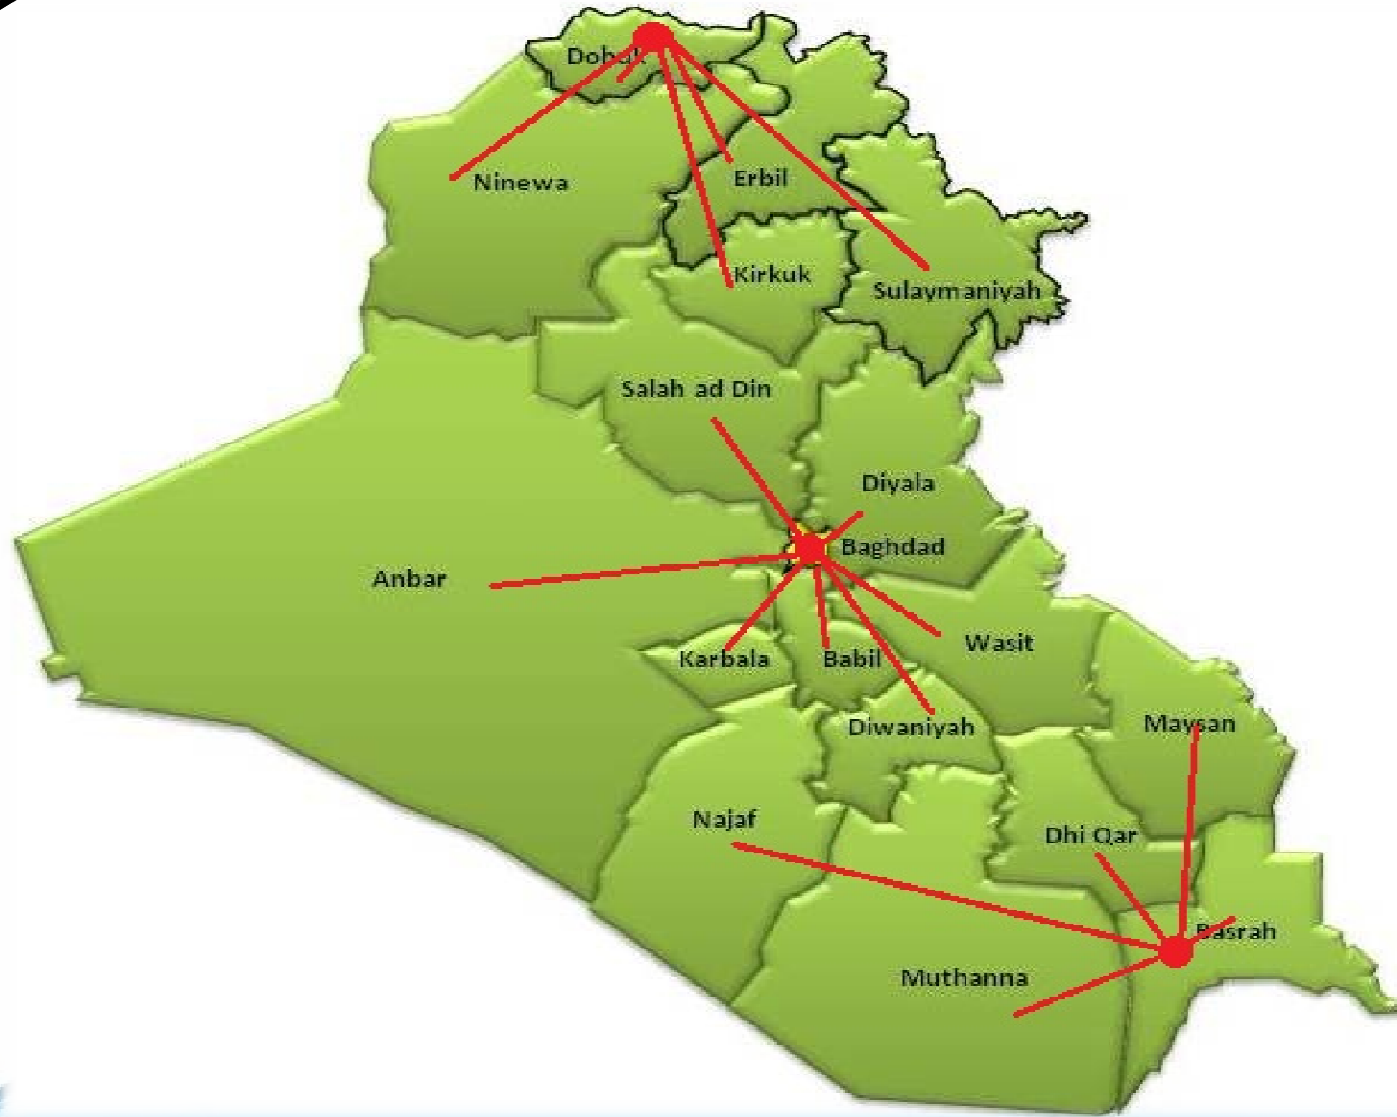 Dohuk
Ninewa
Erbil
Kirkuk
Sulaymaniyah
Salah ad Din
Diyala
Baghdad
Anbar
Wasit
Karbala
Babil
Diwaniyah
Maysan
Najaf
Dhi Qar
Basrah
Muthanna